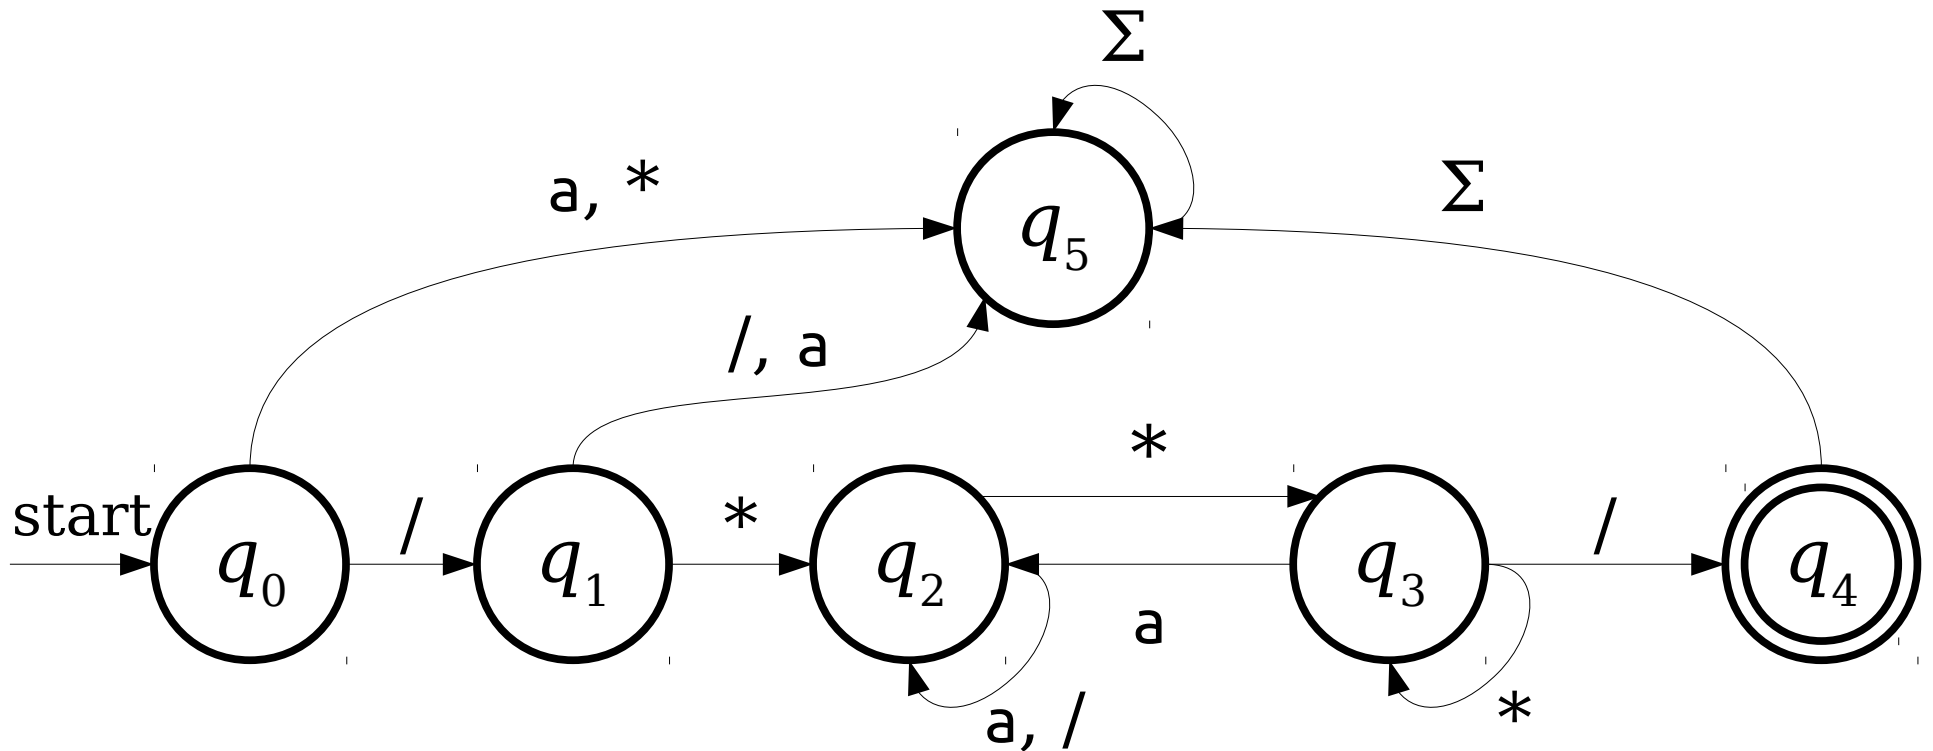 Σ
a, *
Σ
q5
/, a
*
start
/
*
/
q0
q1
q2
q3
q4
a
a, /
*